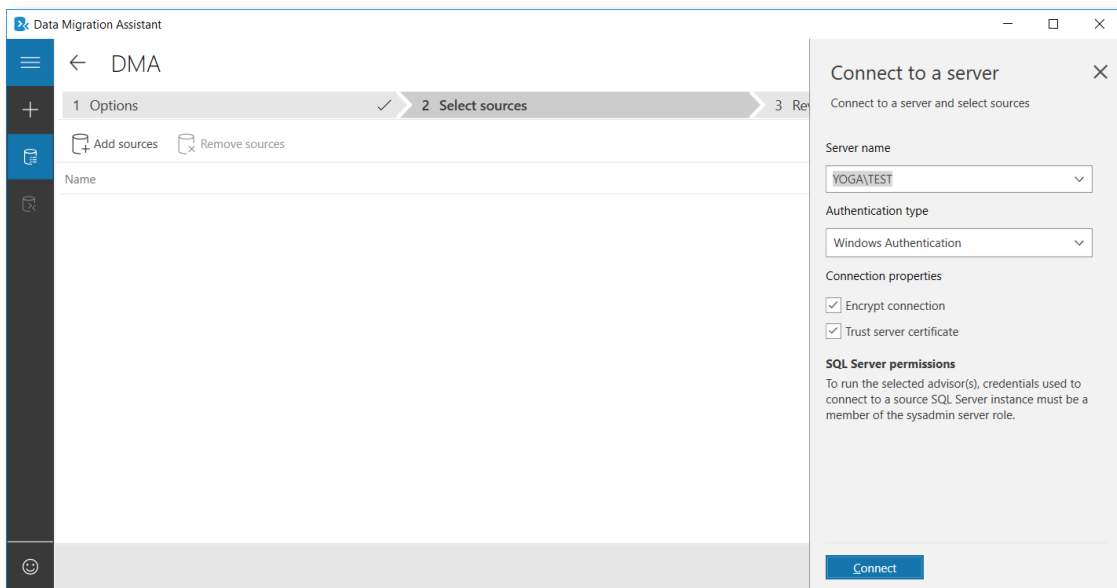 Data Migration Assistant
DMA
1 Options
2 Select sources
3 Rev
Add sources
Remove sources
Name
Connect to a server
Connect to a server and select sources
Server name
YOGA\TEST
Authentication type
Windows Authentication
Connection properties
Encrypt connection
Trust server certificate
SQL Server permissions
To run the selected advisor(s), credentials used to
connect to a source SQL Server instance must be a
member of the sysadmin server role.
Connect